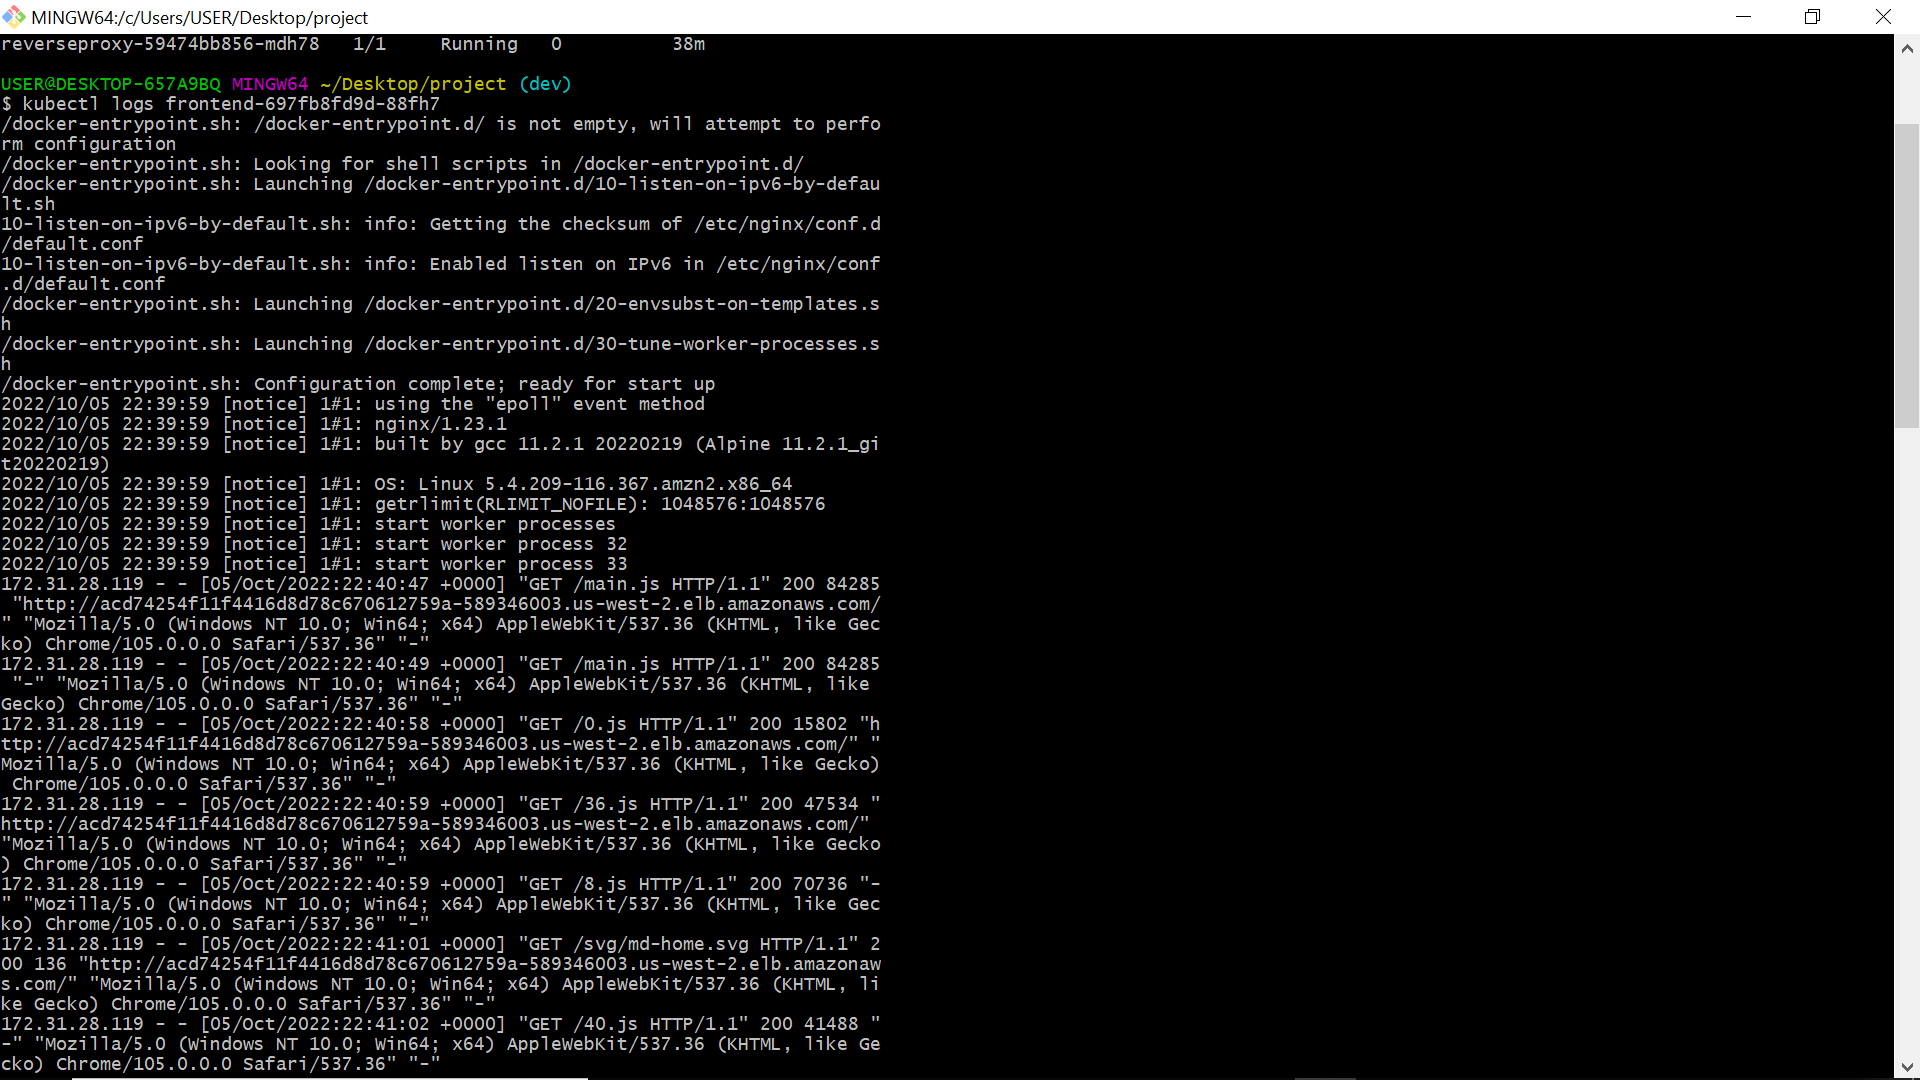 MINGW64:/c/Users/USER/Desktop/project
reverseproxy-59474bb856-mdh78   1/1     Running   0          38m
USER@DESKTOP-657A9BQ MINGW64 ~/Desktop/project (dev)
$ kubectl logs frontend-697fb8fd9d-88fh7
/docker-entrypoint.sh: /docker-entrypoint.d/ is not empty, will attempt to perfo
rm configuration
/docker-entrypoint.sh: Looking for shell scripts in /docker-entrypoint.d/
/docker-entrypoint.sh: Launching /docker-entrypoint.d/10-listen-on-ipv6-by-defau
lt.sh
10-listen-on-ipv6-by-default.sh: info: Getting the checksum of /etc/nginx/conf.d
/default.conf
10-listen-on-ipv6-by-default.sh: info: Enabled listen on IPv6 in /etc/nginx/conf
.d/default.conf
/docker-entrypoint.sh: Launching /docker-entrypoint.d/20-envsubst-on-templates.s
h
/docker-entrypoint.sh: Launching /docker-entrypoint.d/30-tune-worker-processes.s
h
/docker-entrypoint.sh: Configuration complete; ready for start up
2022/10/05 22:39:59 [notice] 1#1: using the "epoll" event method
2022/10/05 22:39:59 [notice] 1#1: nginx/1.23.1
2022/10/05 22:39:59 [notice] 1#1: built by gcc 11.2.1 20220219 (Alpine 11.2.1_gi
t20220219)
2022/10/05 22:39:59 [notice] 1#1: OS: Linux 5.4.209-116.367.amzn2.x86_64
2022/10/05 22:39:59 [notice] 1#1: getrlimit(RLIMIT_NOFILE): 1048576:1048576
2022/10/05 22:39:59 [notice] 1#1: start worker processes
2022/10/05 22:39:59 [notice] 1#1: start worker process 32
2022/10/05 22:39:59 [notice] 1#1: start worker process 33
172.31.28.119 - - [05/Oct/2022:22:40:47 +0000] "GET /main.js HTTP/1.1" 200 84285
 "http://acd74254f11f4416d8d78c670612759a-589346003.us-west-2.elb.amazonaws.com/
" "Mozilla/5.0 (Windows NT 10.0; Win64; x64) AppleWebKit/537.36 (KHTML, like Gec
ko) Chrome/105.0.0.0 Safari/537.36" "-"
172.31.28.119 - - [05/Oct/2022:22:40:49 +0000] "GET /main.js HTTP/1.1" 200 84285
 "-" "Mozilla/5.0 (Windows NT 10.0; Win64; x64) AppleWebKit/537.36 (KHTML, like
Gecko) Chrome/105.0.0.0 Safari/537.36" "-"
172.31.28.119 - - [05/Oct/2022:22:40:58 +0000] "GET /0.js HTTP/1.1" 200 15802 "h
ttp://acd74254f11f4416d8d78c670612759a-589346003.us-west-2.elb.amazonaws.com/" "
Mozilla/5.0 (Windows NT 10.0; Win64; x64) AppleWebKit/537.36 (KHTML, like Gecko)
 Chrome/105.0.0.0 Safari/537.36" "-"
172.31.28.119 - - [05/Oct/2022:22:40:59 +0000] "GET /36.js HTTP/1.1" 200 47534 "
http://acd74254f11f4416d8d78c670612759a-589346003.us-west-2.elb.amazonaws.com/"
"Mozilla/5.0 (Windows NT 10.0; Win64; x64) AppleWebKit/537.36 (KHTML, like Gecko
) Chrome/105.0.0.0 Safari/537.36" "-"
172.31.28.119 - - [05/Oct/2022:22:40:59 +0000] "GET /8.js HTTP/1.1" 200 70736 "-
" "Mozilla/5.0 (Windows NT 10.0; Win64; x64) AppleWebKit/537.36 (KHTML, like Gec
ko) Chrome/105.0.0.0 Safari/537.36" "-"
172.31.28.119 - - [05/Oct/2022:22:41:01 +0000] "GET /svg/md-home.svg HTTP/1.1" 2
00 136 "http://acd74254f11f4416d8d78c670612759a-589346003.us-west-2.elb.amazonaw
s.com/" "Mozilla/5.0 (Windows NT 10.0; Win64; x64) AppleWebKit/537.36 (KHTML, li
ke Gecko) Chrome/105.0.0.0 Safari/537.36" "-"
172.31.28.119 - - [05/Oct/2022:22:41:02 +0000] "GET /40.js HTTP/1.1" 200 41488 "
-" "Mozilla/5.0 (Windows NT 10.0; Win64; x64) AppleWebKit/537.36 (KHTML, like Ge
cko) Chrome/105.0.0.0 Safari/537.36" "-"